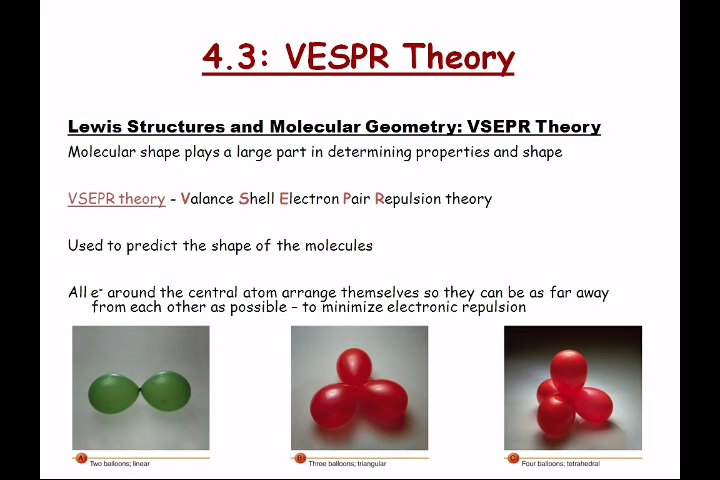 4.3: VESPR Theory
Lewis Structures and Molecular Geometry: VSEPR Theory
Molecular shape plays a large part in determining properties and shape
VSEPR theory - Valance Shell Electron Pair Repulsion theory
Used to predict the shape of the molecules
All e⁻ around the central atom arrange themselves so they can be as far away
from each other as possible – to minimize electronic repulsion
A Two balloons; linear
B Three balloons; triangular
C Four balloons; tetrahedral